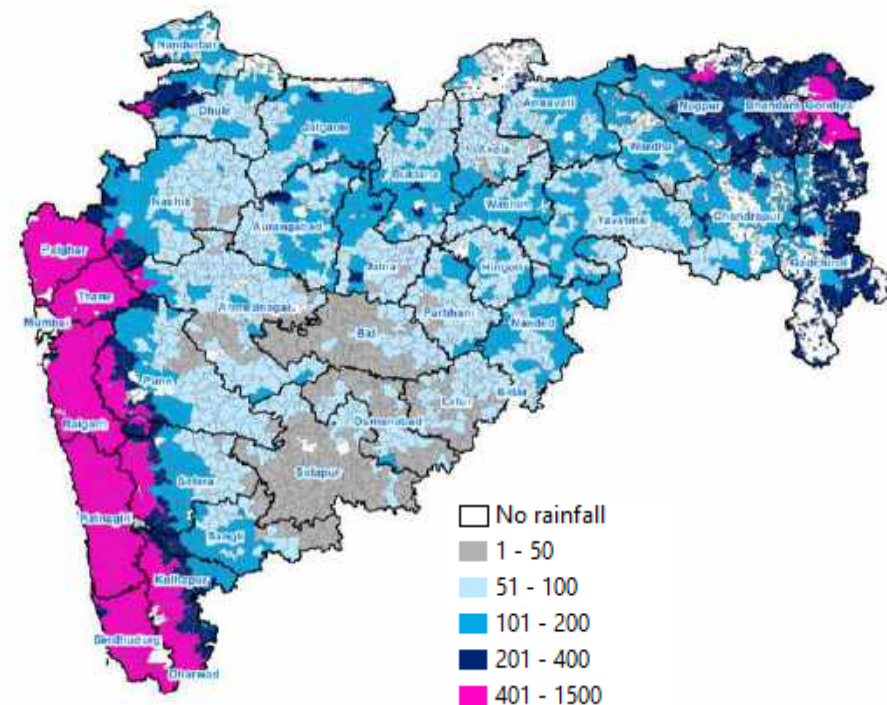 Nandurbar
Dhule
Jalgaon
Buldana
Akola
Amravati
Wardha
Nagpur
Bhandara
Gondiya
Nashik
Aurangabad
Washim
Yavatmal
Chandrapur
Gadchiroli
Palghar
Thane
Mumbai
Ahmadnagar
Jalna
Hingoli
Parbhani
Nanded
Bid
Pune
Raigarh
Latur
Bidar
Osmanabad
Solapur
Satara
Ratnagiri
Sangli
Kolhapur
Sindhudurg
Dharwad
No rainfall
1 - 50
51 - 100
101 - 200
201 - 400
401 - 1500